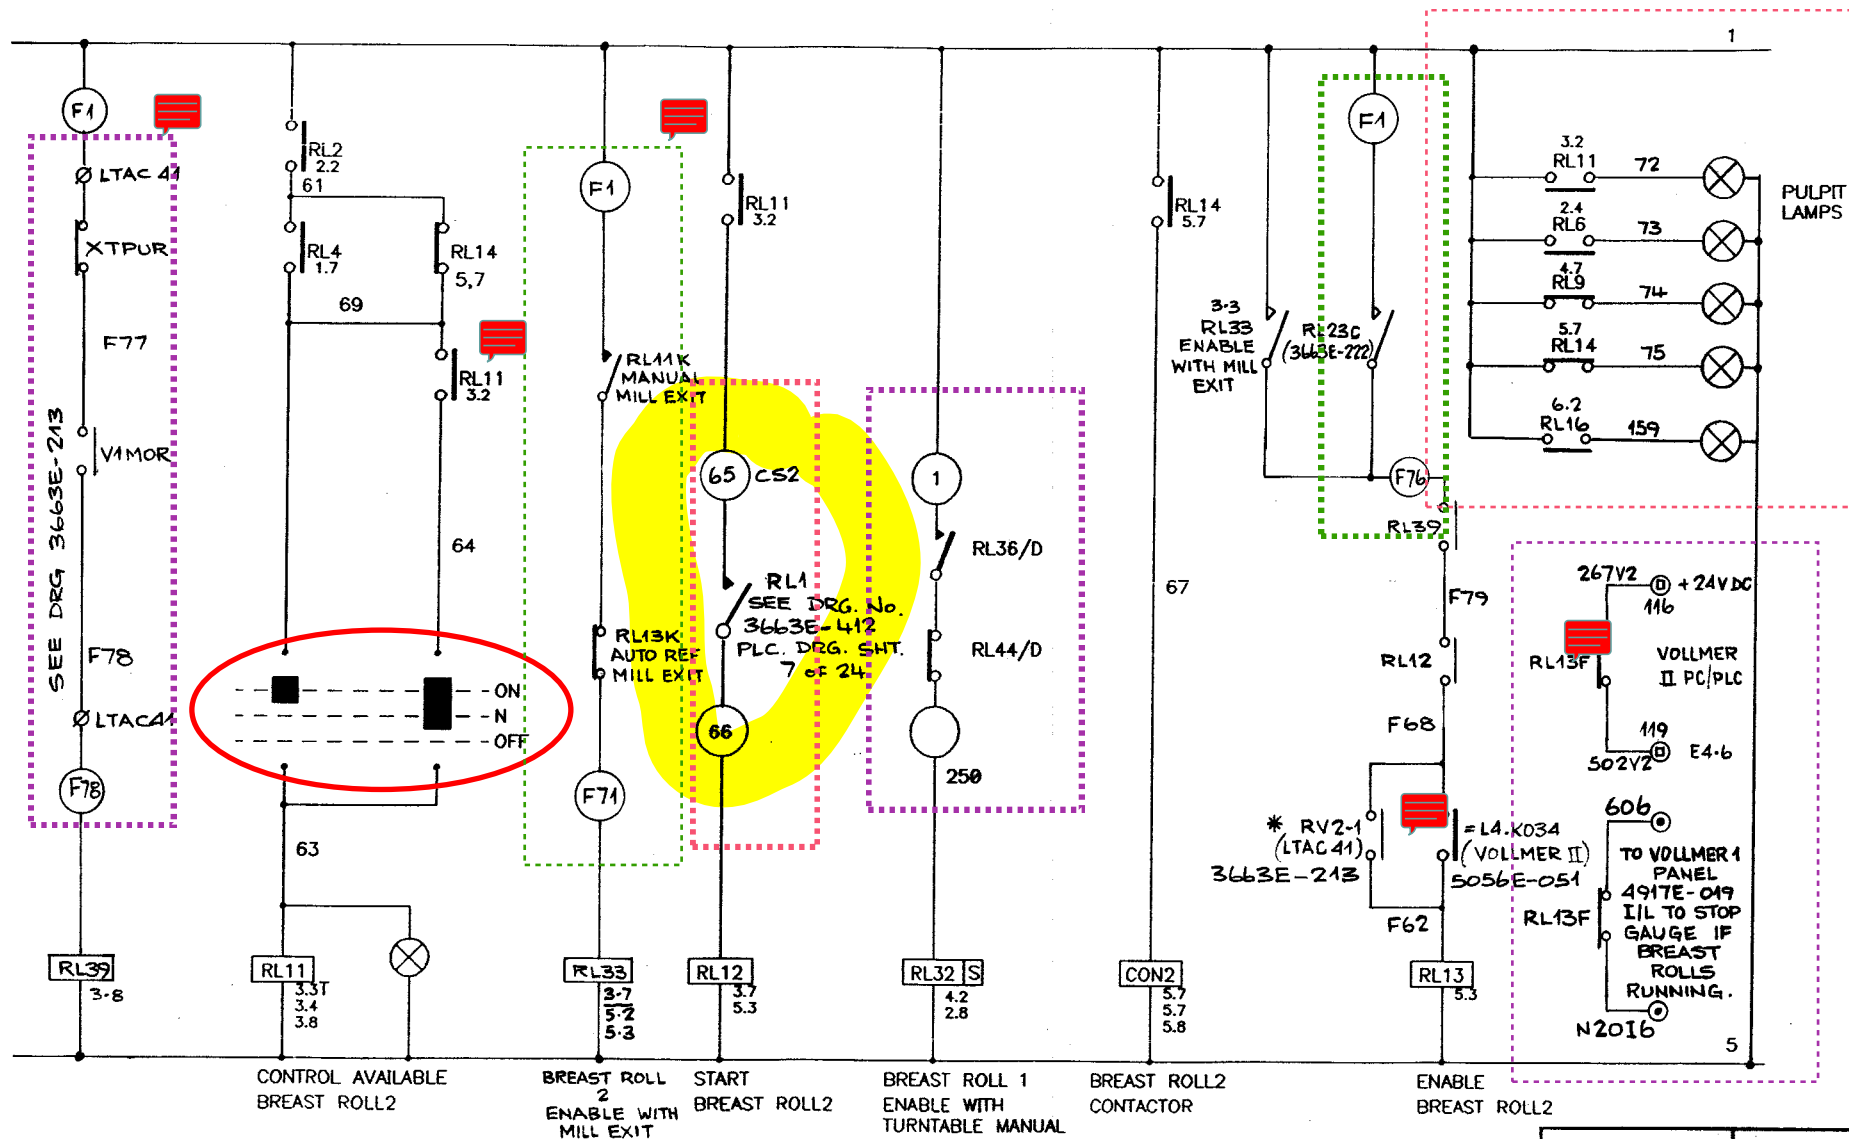 1
F1
LTAC 41
XTPUR
F77
V1MOR
SEE DRG 3663E-213
F78
LTAC41
F78
RL39
3-8
RL2
2.2
61
RL4
1.7
RL14
5,7
69
RL11
3.2
64
ON
N
OFF
63
RL11
3.3T
3.4
3.8
CONTROL AVAILABLE
BREAST ROLL2
F1
RL11K
MANUAL
MILL EXIT
RL13K
AUTO REF
MILL EXIT
F71
RL33
3-7
5-2
5-3
BREAST ROLL
2
ENABLE WITH
MILL EXIT
RL11
3.2
65 CS2
RL1
SEE DRG. No.
3663E-412
PLC. DRG. SHT.
7 of 24
66
RL12
3.7
5.3
START
BREAST ROLL2
1
RL36/D
RL44/D
250
RL32 S
4.2
2.8
BREAST ROLL 1
ENABLE WITH
TURNTABLE MANUAL
RL14
5.7
67
CON2
5.7
5.7
5.8
BREAST ROLL2
CONTACTOR
3-3
RL33
ENABLE
WITH MILL
EXIT
F1
RL23C
(3663E-222)
F76
RL39
F79
RL12
F68
* RV2-1
(LTAC41)
3663E-213
=L4.K034
(VOLLMER II)
5056E-051
F62
RL13
5.3
ENABLE
BREAST ROLL2
3.2
RL11 72
2.4
RL6 73
4.7
RL9 74
5.7
RL14 75
6.2
RL16 159
PULPIT
LAMPS
267V2
116
+24VDC
RL13F
VOLLMER
II PC/PLC
119
502V2
E4.6
606
TO VOLLMER 1
PANEL
4917E-019
I/L TO STOP
GAUGE IF
BREAST
ROLLS
RUNNING.
RL13F
N20I6
5